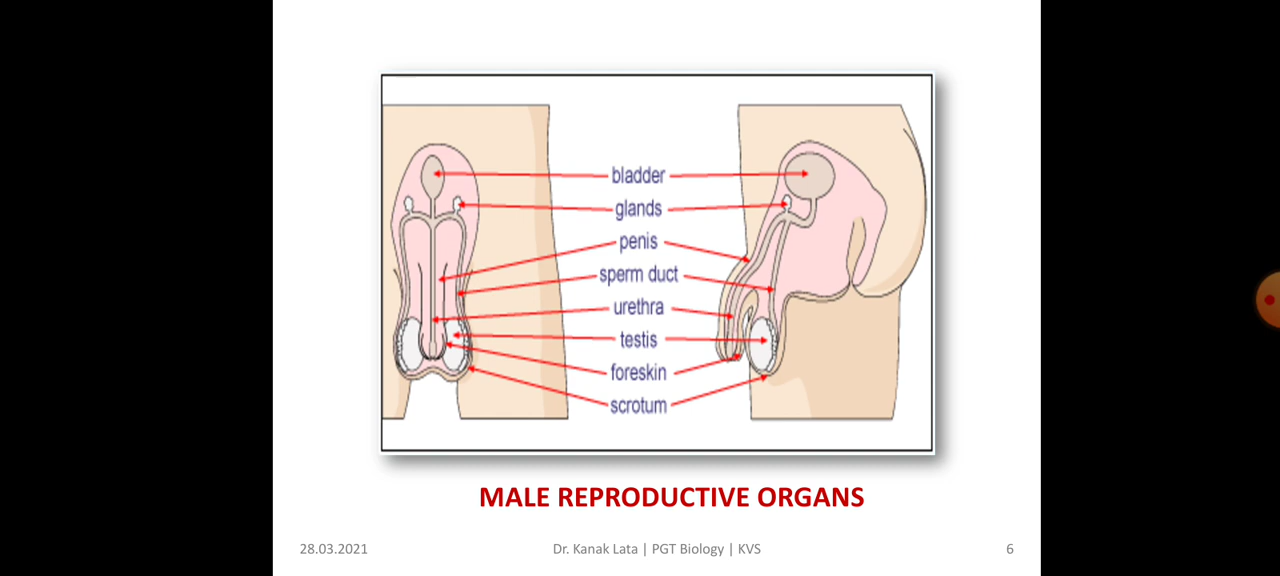 bladder
glands
penis
sperm duct
urethra
testis
foreskin
scrotum
MALE REPRODUCTIVE ORGANS
28.03.2021
Dr. Kanak Lata | PGT Biology | KVS
6